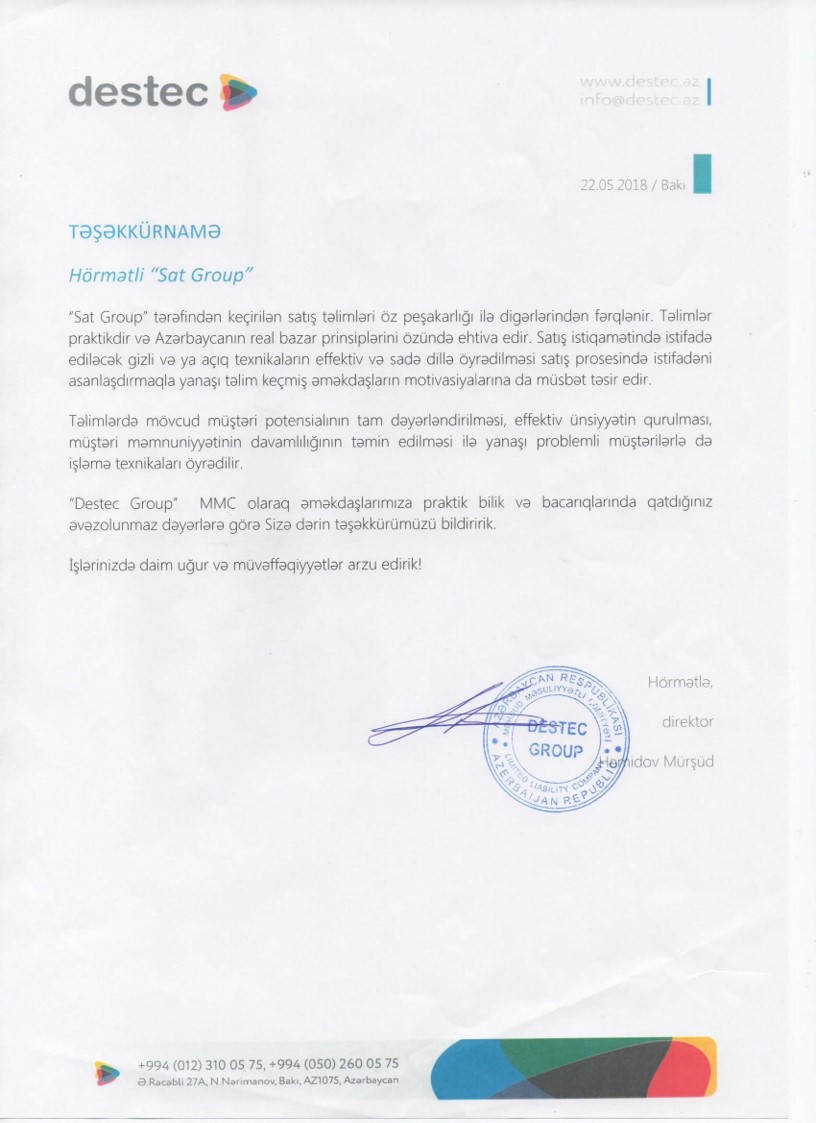 destec
www.destec.az
info@destec.az
22.05.2018 / Bakı
TƏŞƏKKÜRNAMƏ
Hörmətli “Sat Group”
“Sat Group” tərəfindən keçirilən satış təlimləri öz peşakarlığı ilə digərlərindən fərqlənir. Təlimlər
praktikdir və Azərbaycanın real bazar prinsiplərini özündə ehtiva edir. Satış istiqamətində istifadə
ediləcək gizli və ya açıq texnikaların effektiv və sadə dillə öyrədilməsi satış prosesində istifadəni
asanlaşdırmaqla yanaşı təlim keçmiş əməkdaşların motivasiyalarına da müsbət təsir edir.
Təlimlərdə mövcud müştəri potensialının tam dəyərləndirilməsi, effektiv ünsiyyətin qurulması,
müştəri məmnuniyyətinin davamlılığının təmin edilməsi ilə yanaşı problemli müştərilərlə də
işləmə texnikaları öyrədilir.
“Destec Group” MMC olaraq əməkdaşlarımıza praktik bilik və bacarıqlarında qatdığınız
əvəzolunmaz dəyərlərə görə Sizə dərin təşəkkürümüzü bildiririk.
İşlərinizdə daim uğur və müvəffəqiyyətlər arzu edirik!
Hörmətlə,
direktor
Həmidov Mürşüd
AZƏRBAYCAN RESPUBLİKASI
MƏHDUD MƏSULİYYƏTLİ CƏMİYYƏTİ
DESTEC
GROUP
LIMITED LIABILITY COMPANY
AZERBAIJAN REPUBLIC
+994 (012) 310 05 75, +994 (050) 260 05 75
Ə.Rəcəbli 27A, N.Nərimanov, Bakı, AZ1075, Azərbaycan